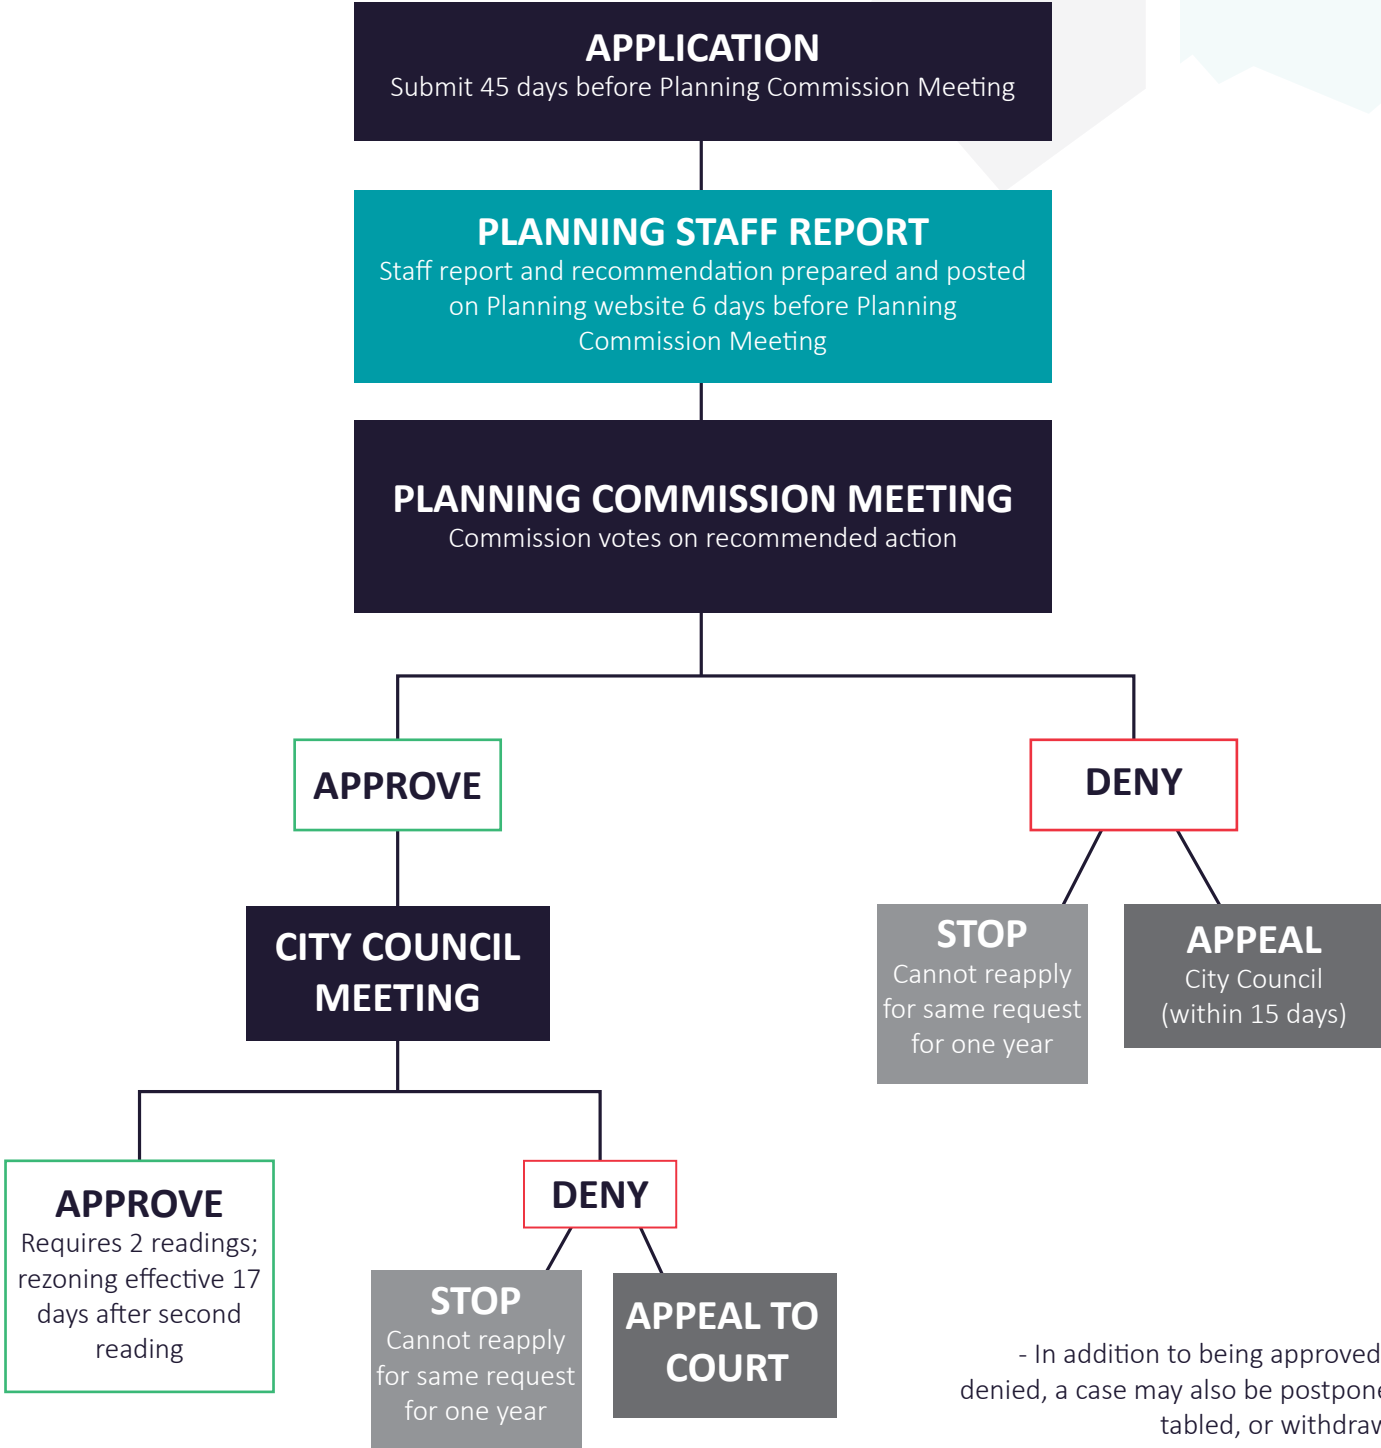 APPLICATION
Submit 45 days before Planning Commission Meeting
PLANNING STAFF REPORT
Staff report and recommendation prepared and posted
on Planning website 6 days before Planning
Commission Meeting
PLANNING COMMISSION MEETING
Commission votes on recommended action
APPROVE
DENY
CITY COUNCIL
MEETING
STOP
Cannot reapply
for same request
for one year
APPEAL
City Council
(within 15 days)
APPROVE
Requires 2 readings;
rezoning effective 17
days after second
reading
DENY
STOP
Cannot reapply
for same request
for one year
APPEAL TO
COURT
- In addition to being approved
denied, a case may also be postpone
tabled, or withdraw